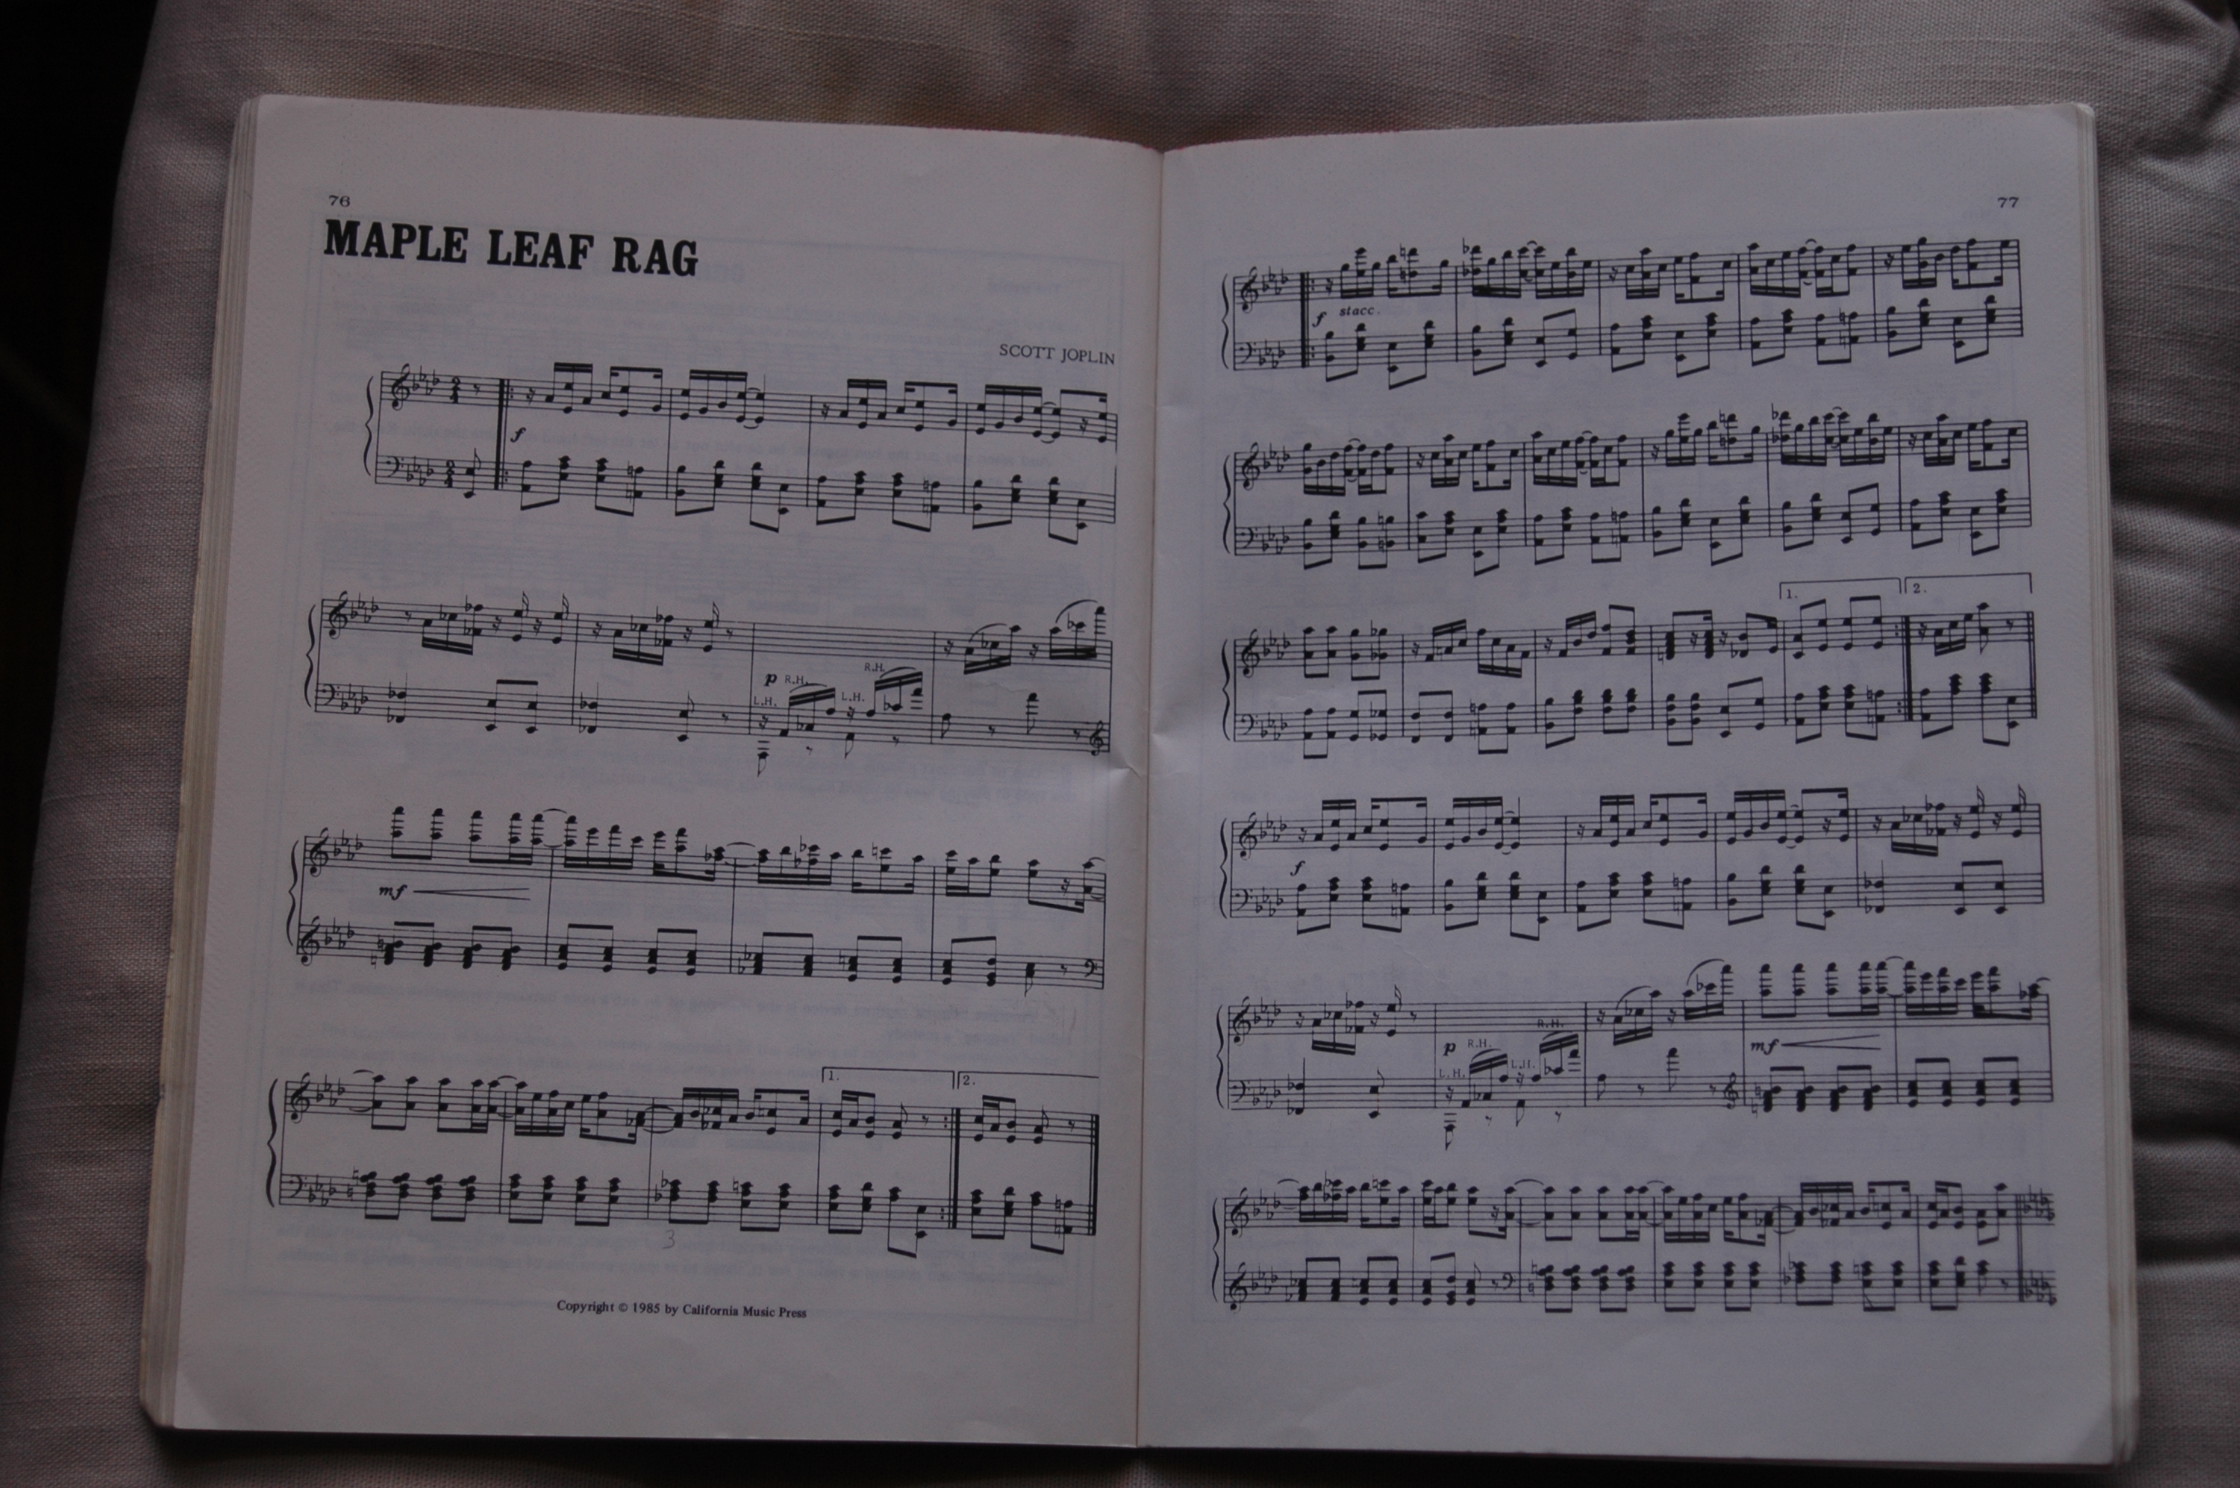 76
MAPLE LEAF RAG
SCOTT JOPLIN
f
p R.H. R.H.
L.H. L.H.
mf
1. 2.
3
Copyright © 1985 by California Music Press
77
f stacc.
1. 2.
f
p R.H. R.H. mf
L.H. L.H.